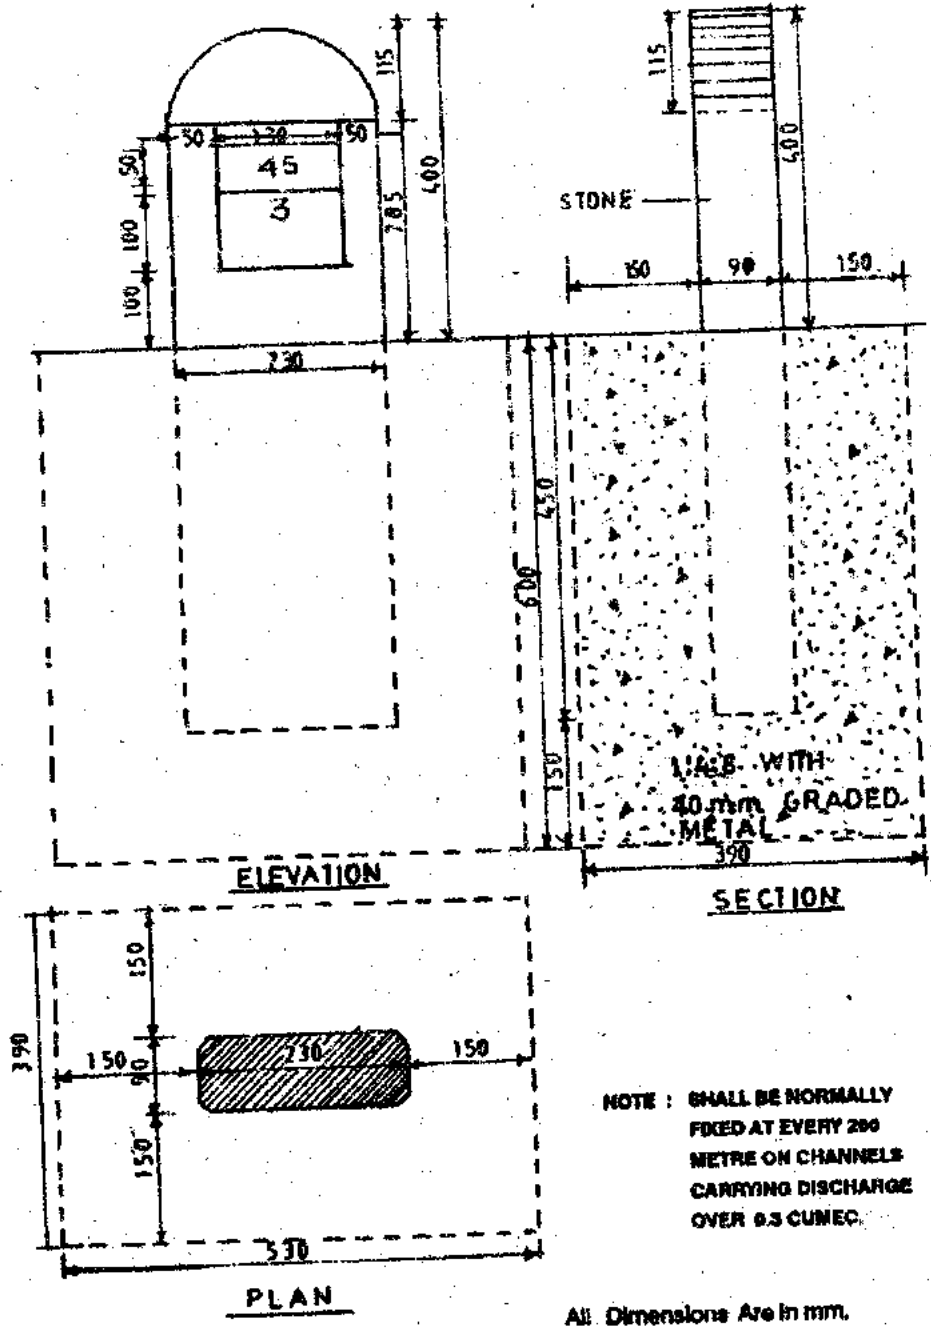 115
400
50
130
50
45
3
50
100
100
285
230
ELEVATION
115
400
STONE
150
90
150
450
600
150
WITH
40 mm GRADED
METAL
390
SECTION
150
390
150
90
230
150
150
530
PLAN
NOTE : SHALL BE NORMALLY
FIXED AT EVERY 200
METRE ON CHANNELS
CARRYING DISCHARGE
OVER 0.3 CUMEC.
All Dimensions Are in mm.